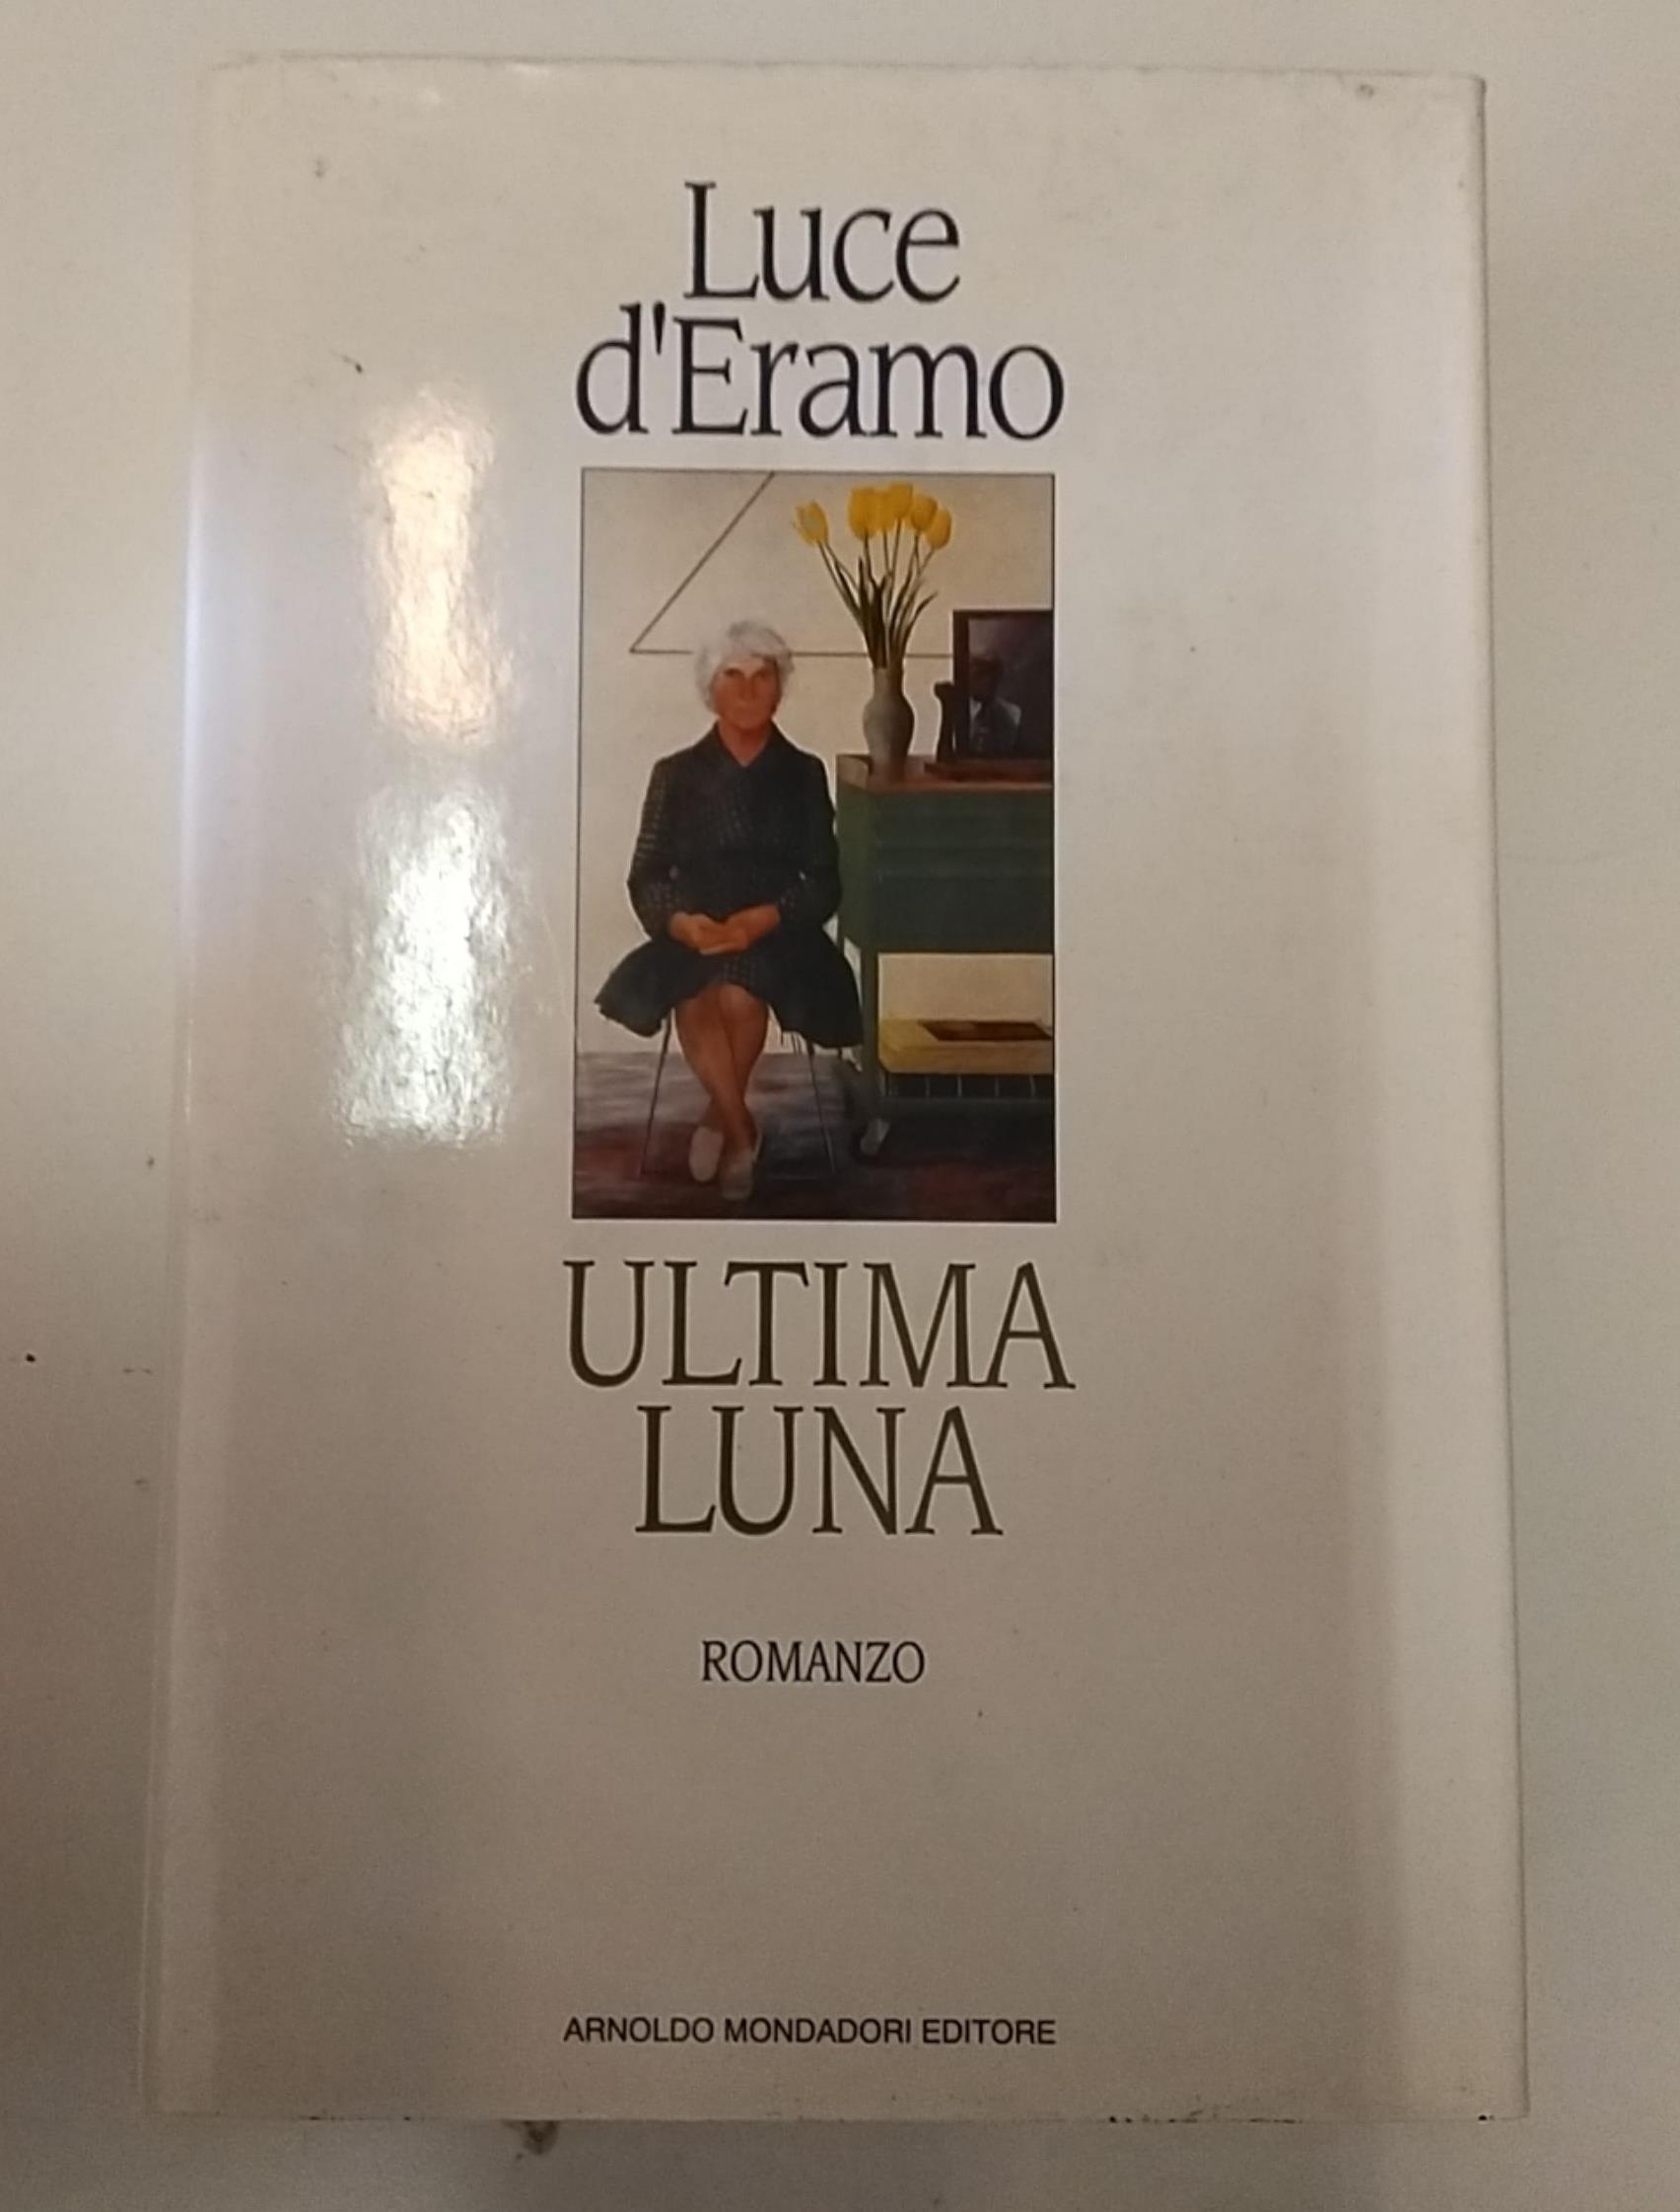 Luce
d'Eramo
ULTIMA
LUNA
ROMANZO
ARNOLDO MONDADORI EDITORE